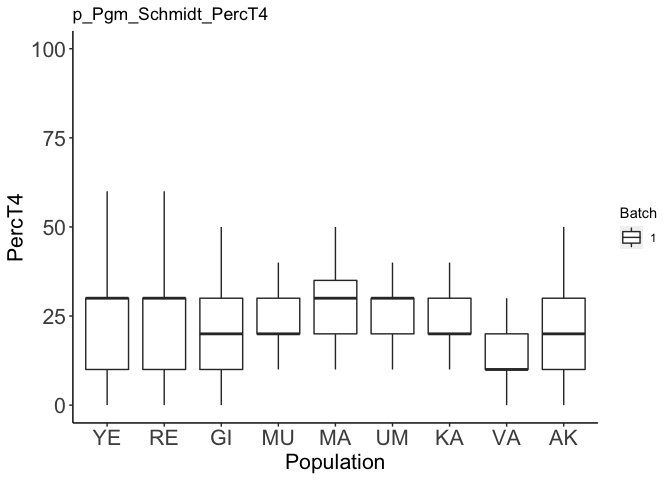 p_Pgm_Schmidt_PercT4
100
75
50
25
0
PercT4
YE RE GI MU MA UM KA VA AK
Population
Batch
1